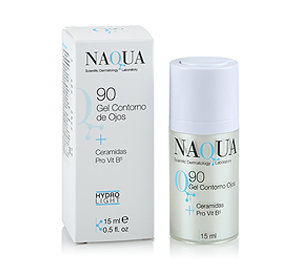 NAQUA
Scientific Dermatology Laboratory
90
Gel Contorno
de Ojos
+
Ceramidas
Pro Vit B5
HYDRO
LIGHT
15 ml e
0.5 fl. oz
NAQUA
Scientific Dermatology Laboratory
90
Gel Contorno Ojos
+
Ceramidas
Pro Vit B5
15 ml